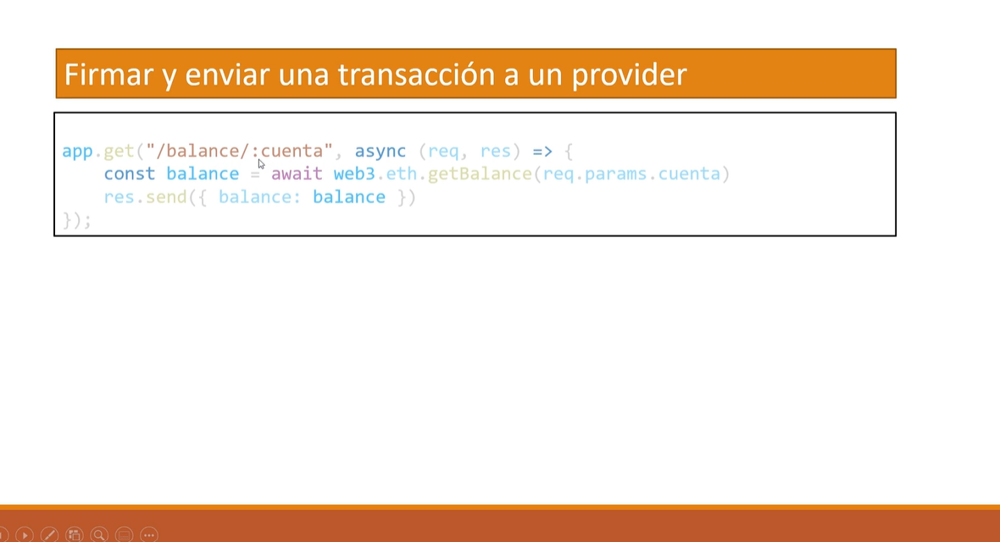 Firmar y enviar una transacción a un provider
app.get("/balance/:cuenta", async (req, res) => {
    const balance = await web3.eth.getBalance(req.params.cuenta)
    res.send({ balance: balance })
});